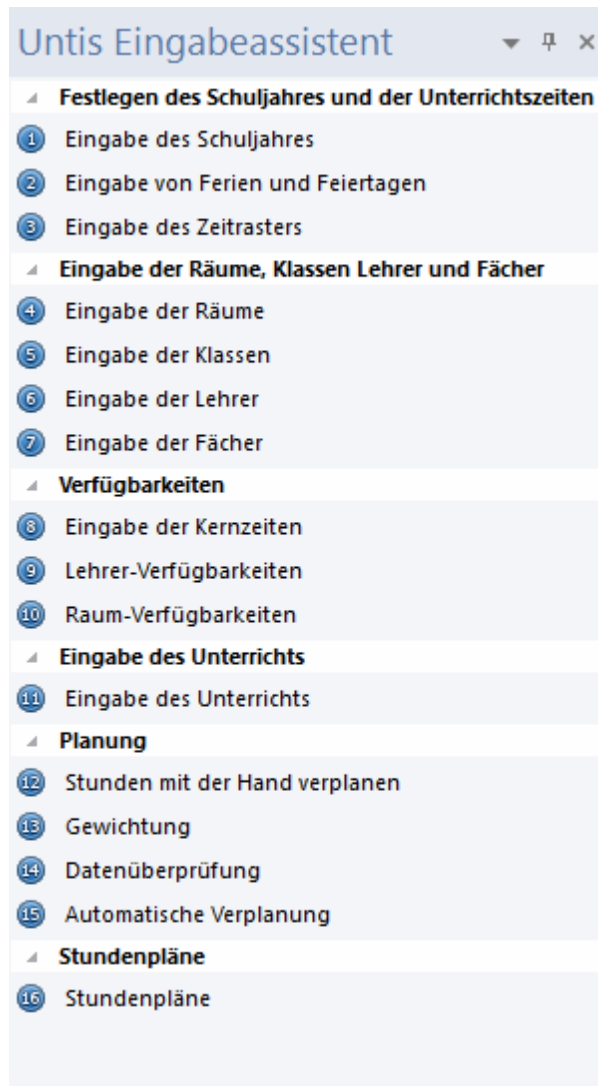 Untis Eingabeassistent
Festlegen des Schuljahres und der Unterrichtszeiten
1 Eingabe des Schuljahres
2 Eingabe von Ferien und Feiertagen
3 Eingabe des Zeitrasters
Eingabe der Räume, Klassen Lehrer und Fächer
4 Eingabe der Räume
5 Eingabe der Klassen
6 Eingabe der Lehrer
7 Eingabe der Fächer
Verfügbarkeiten
8 Eingabe der Kernzeiten
9 Lehrer-Verfügbarkeiten
10 Raum-Verfügbarkeiten
Eingabe des Unterrichts
11 Eingabe des Unterrichts
Planung
12 Stunden mit der Hand verplanen
13 Gewichtung
14 Datenüberprüfung
15 Automatische Verplanung
Stundenpläne
16 Stundenpläne